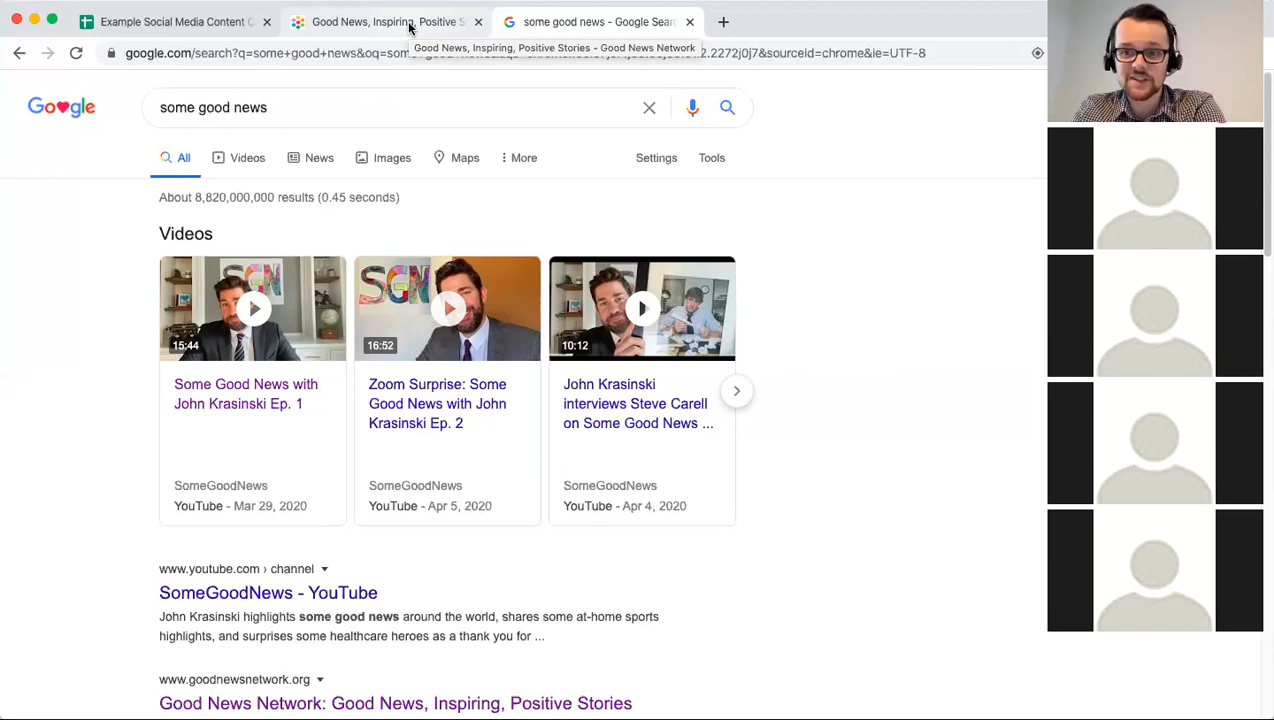 Example Social Media Content C
Good News, Inspiring, Positive S
some good news - Google Sear
Good News, Inspiring, Positive Stories - Good News Network
google.com/search?q=some+good+news&oq=som
2272j0j7&sourceid=chrome&ie=UTF-8
Google
some good news
All
Videos
News
Images
Maps
More
Settings
Tools
About 8,820,000,000 results (0.45 seconds)
Videos
SGN
SGN
15:44
16:52
10:12
Some Good News with
John Krasinski Ep. 1
SomeGoodNews
YouTube - Mar 29, 2020
Zoom Surprise: Some
Good News with John
Krasinski Ep. 2
SomeGoodNews
YouTube - Apr 5, 2020
John Krasinski
interviews Steve Carell
on Some Good News ...
SomeGoodNews
YouTube - Apr 4, 2020
www.youtube.com › channel
SomeGoodNews - YouTube
John Krasinski highlights some good news around the world, shares some at-home sports
highlights, and surprises some healthcare heroes as a thank you for ...
www.goodnewsnetwork.org
Good News Network: Good News, Inspiring, Positive Stories